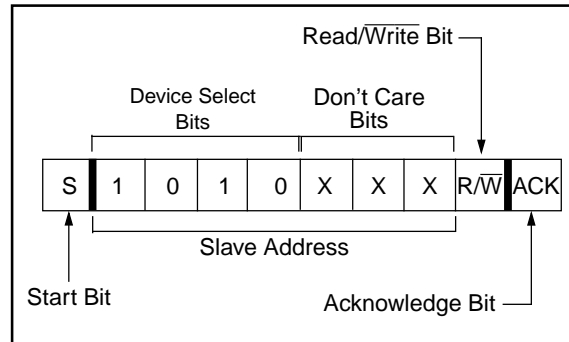 Read/Write Bit
Device Select Bits
Don't Care Bits
S 1 0 1 0 X X X R/W ACK
Slave Address
Start Bit
Acknowledge Bit